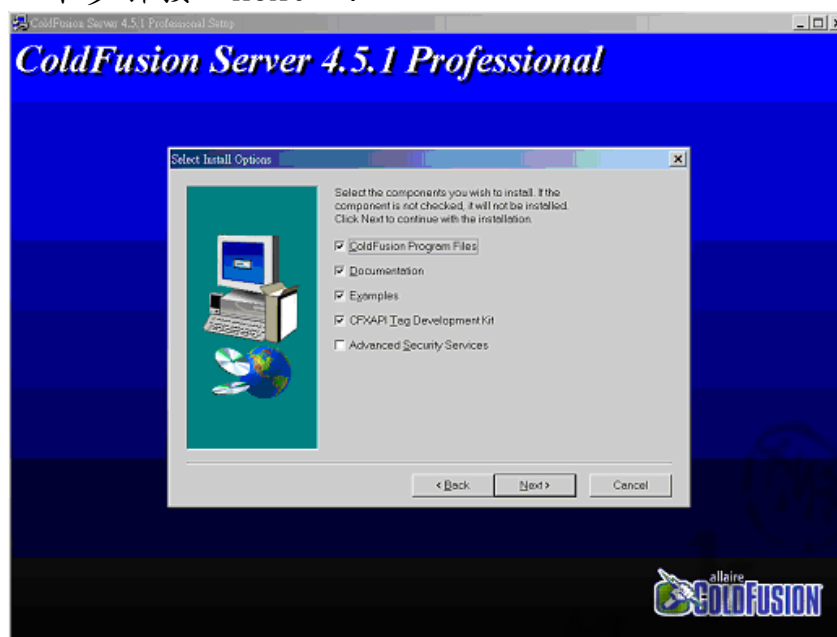 ColdFusion Server 4.5.1 Professional Setup
ColdFusion Server 4.5.1 Professional
Select Install Options
Select the components you wish to install. If the
component is not checked, it will not be installed.
Click Next to continue with the installation.
ColdFusion Program Files
Documentation
Examples
CFXAPI Tag Development Kit
Advanced Security Services
< Back
Next >
Cancel
allaire
COLDFUSION